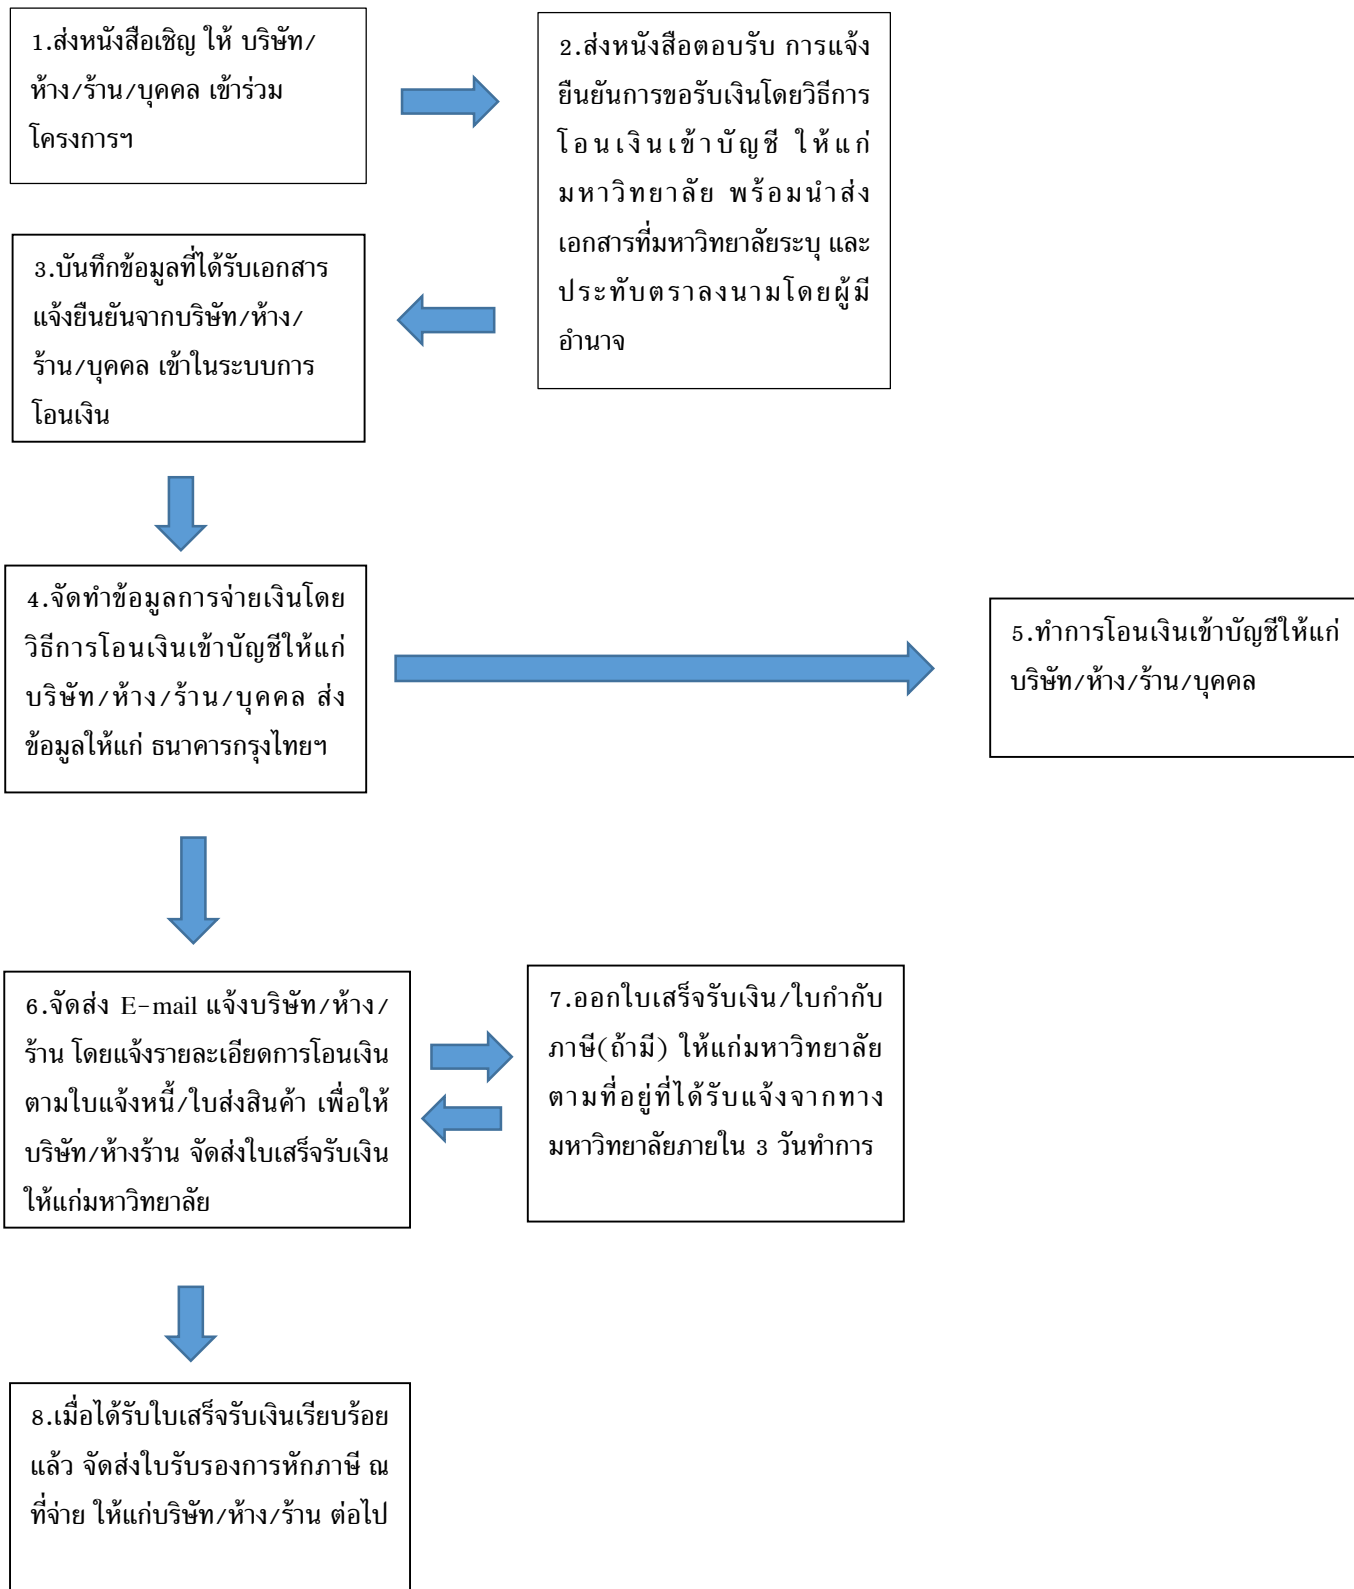 1.ส่งหนังสือเชิญ ให้ บริษัท/
ห้าง/ร้าน/บุคคล เข้าร่วม
โครงการฯ
2.ส่งหนังสือตอบรับ การแจ้ง
ยืนยันการขอรับเงินโดยวิธีการ
โอนเงินเข้าบัญชี ให้แก่
มหาวิทยาลัย พร้อมนำส่ง
เอกสารที่มหาวิทยาลัยระบุ และ
ประทับตราลงนามโดยผู้มี
อำนาจ
3.บันทึกข้อมูลที่ได้รับเอกสาร
แจ้งยืนยันจากบริษัท/ห้าง/
ร้าน/บุคคล เข้าในระบบการ
โอนเงิน
4.จัดทำข้อมูลการจ่ายเงินโดย
วิธีการโอนเงินเข้าบัญชีให้แก่
บริษัท/ห้าง/ร้าน/บุคคล ส่ง
ข้อมูลให้แก่ ธนาคารกรุงไทยฯ
5.ทำการโอนเงินเข้าบัญชีให้แก่
บริษัท/ห้าง/ร้าน/บุคคล
6.จัดส่ง E-mail แจ้งบริษัท/ห้าง/
ร้าน โดยแจ้งรายละเอียดการโอนเงิน
ตามใบแจ้งหนี้/ใบส่งสินค้า เพื่อให้
บริษัท/ห้างร้าน จัดส่งใบเสร็จรับเงิน
ให้แก่มหาวิทยาลัย
7.ออกใบเสร็จรับเงิน/ใบกำกับ
ภาษี(ถ้ามี) ให้แก่มหาวิทยาลัย
ตามที่อยู่ที่ได้รับแจ้งจากทาง
มหาวิทยาลัยภายใน 3 วันทำการ
8.เมื่อได้รับใบเสร็จรับเงินเรียบร้อย
แล้ว จัดส่งใบรับรองการหักภาษี ณ
ที่จ่าย ให้แก่บริษัท/ห้าง/ร้าน ต่อไป